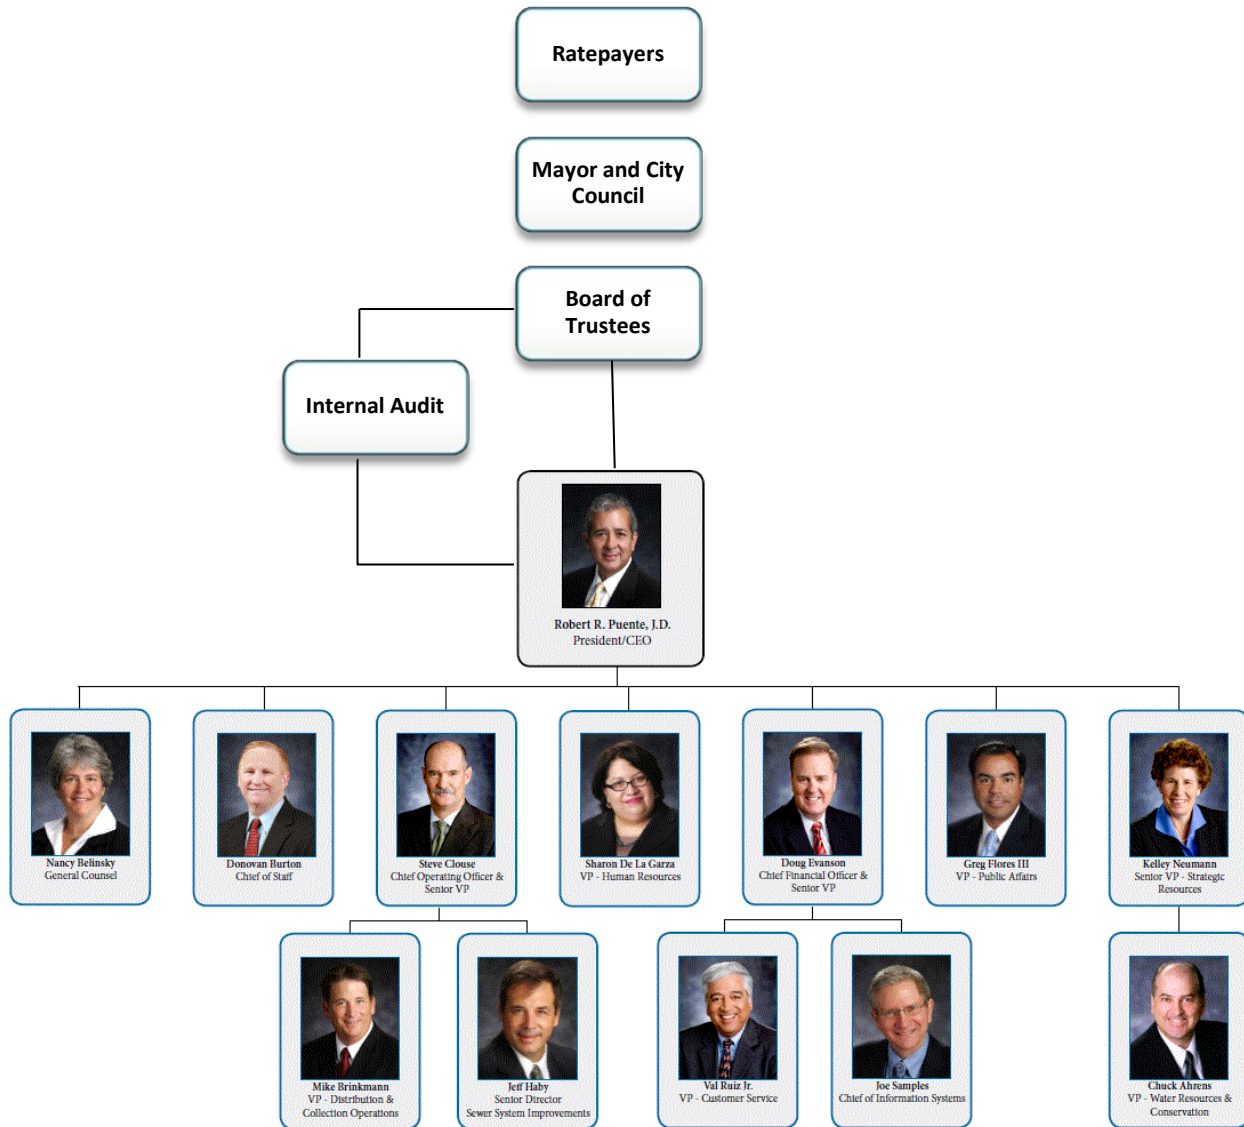 Ratepayers
Mayor and City
Council
Board of
Trustees
Internal Audit
Robert R. Puente, J.D.
President/CEO
Nancy Belinsky
General Counsel
Donovan Burton
Chief of Staff
Steve Clouse
Chief Operating Officer &
Senior VP
Sharon De La Garza
VP - Human Resources
Doug Evanson
Chief Financial Officer &
Senior VP
Greg Flores III
VP - Public Affairs
Kelley Neumann
Senior VP - Strategic
Resources
Mike Brinkmann
VP - Distribution &
Collection Operations
Jeff Haby
Senior Director
Sewer System Improvements
Val Ruiz Jr.
VP - Customer Service
Joe Samples
Chief of Information Systems
Chuck Ahrens
VP - Water Resources &
Conservation